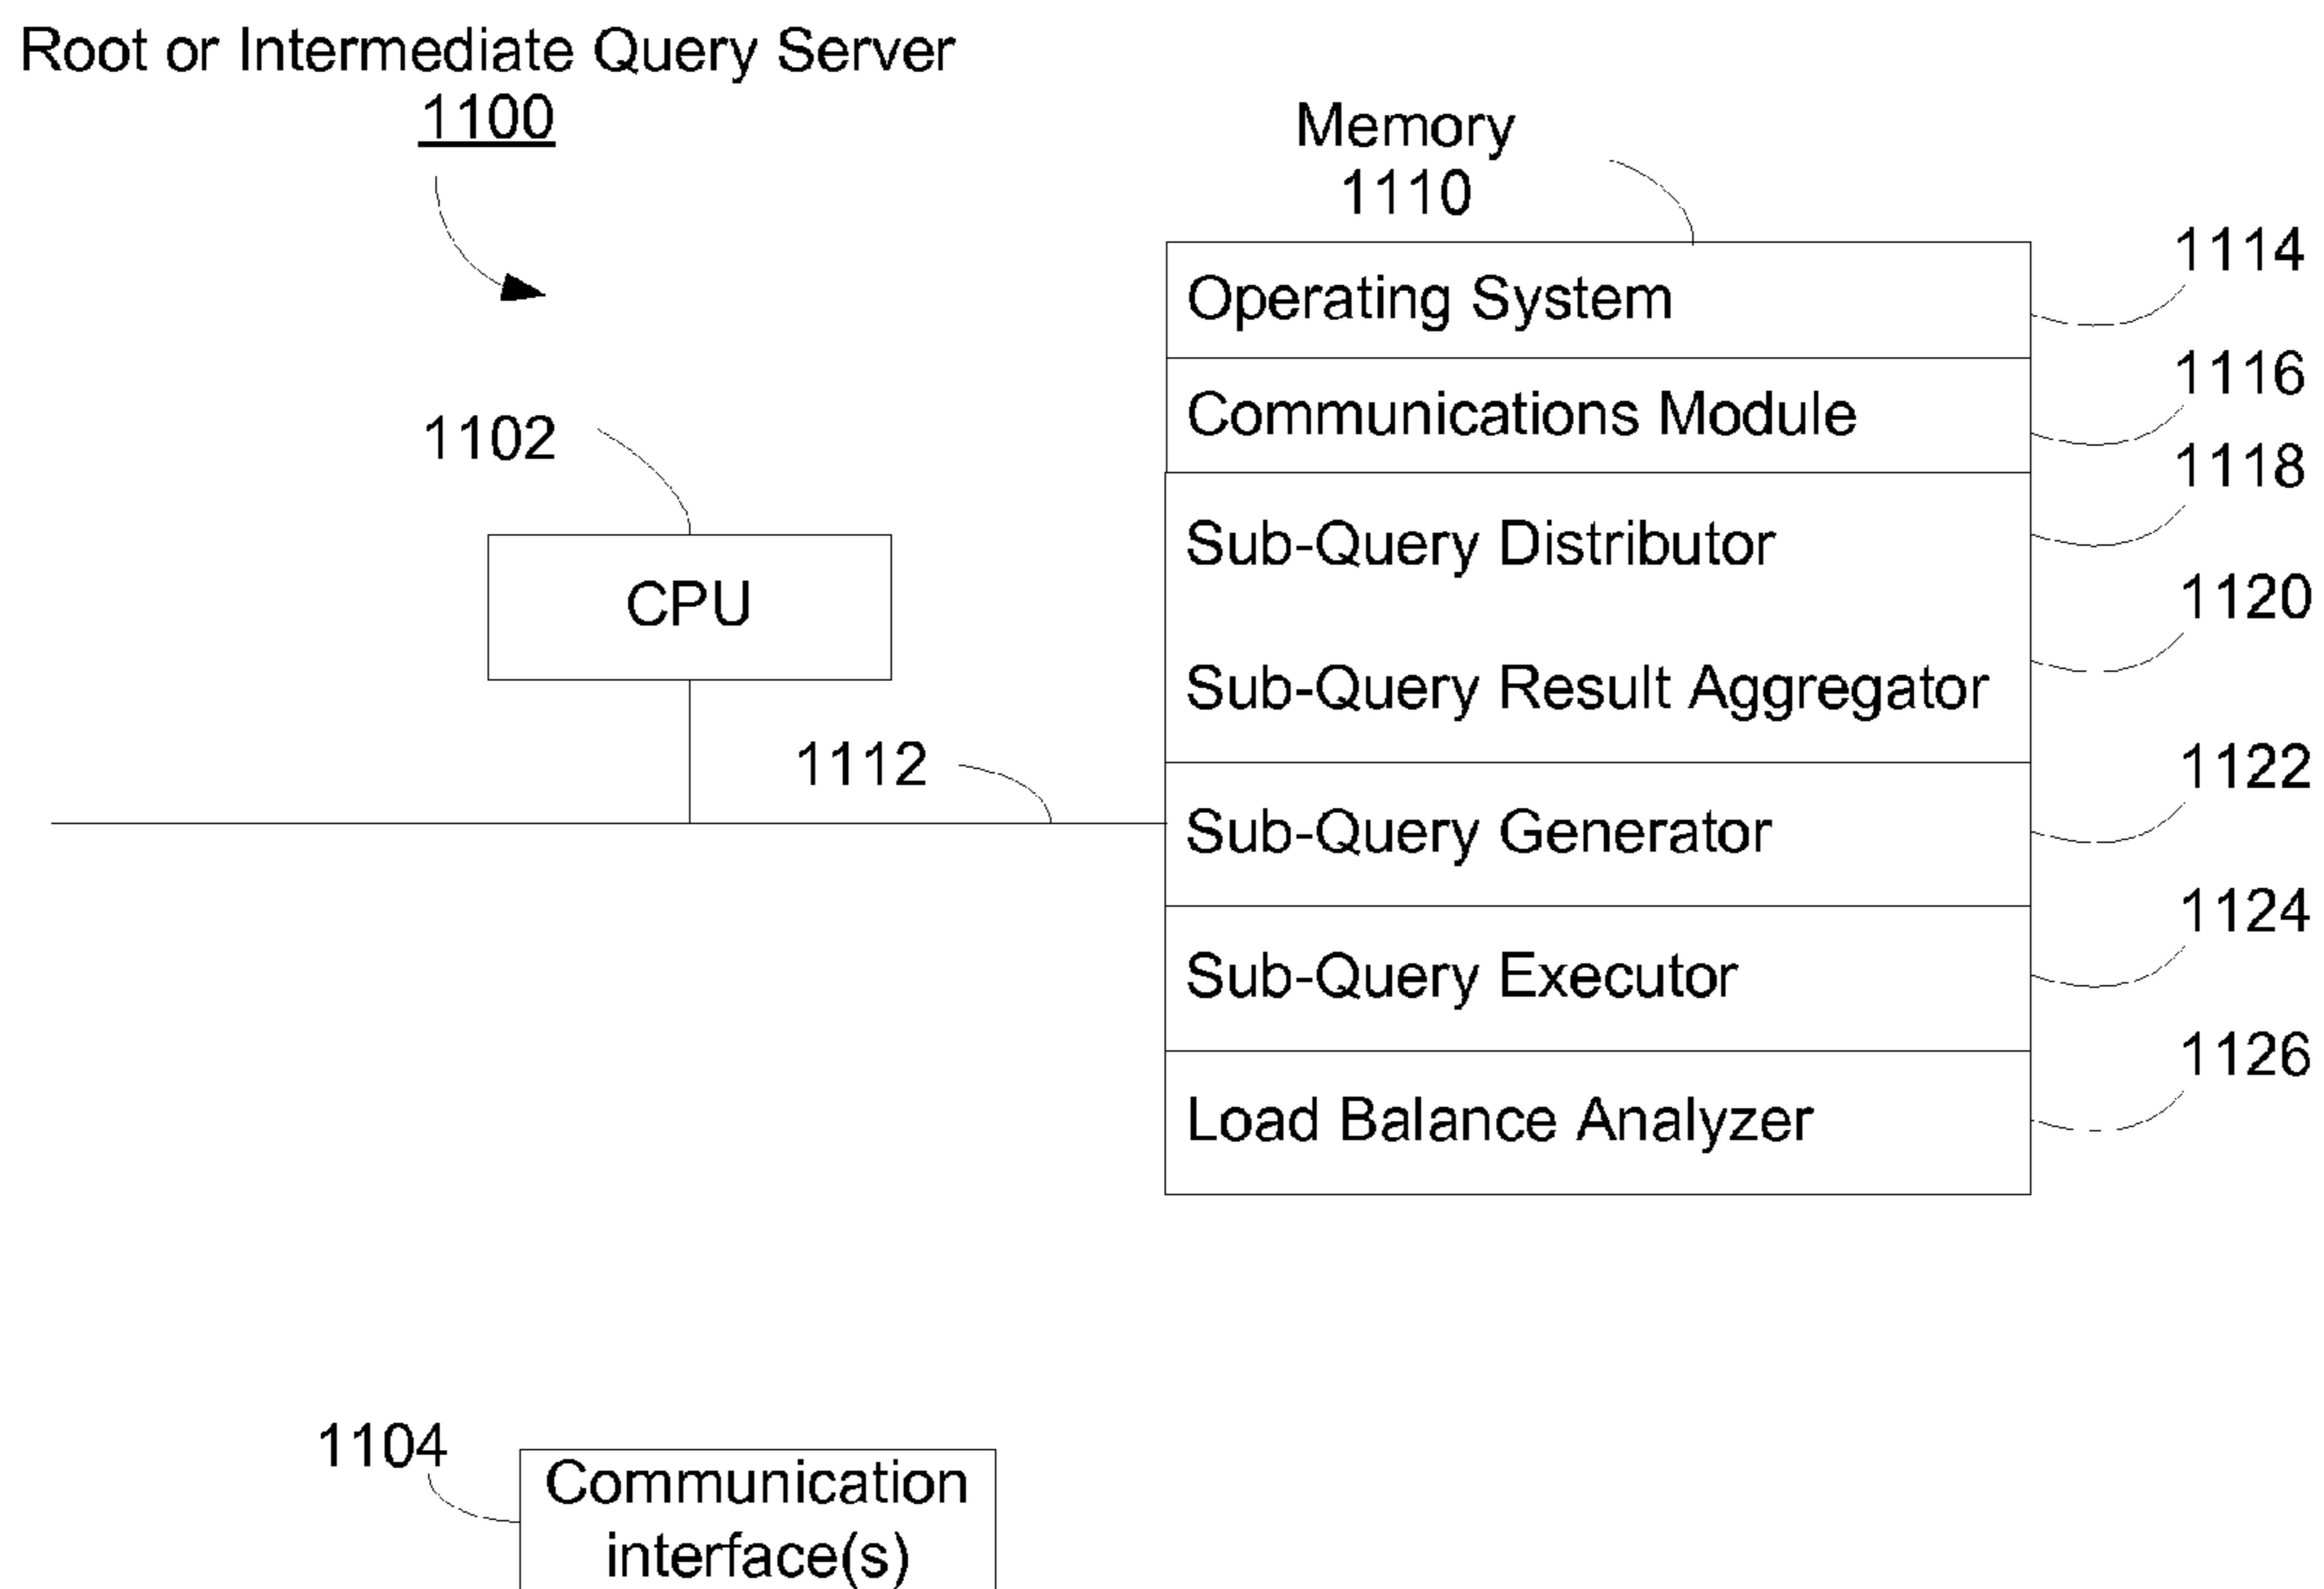 Root or Intermediate Query Server
1100
Memory
1110
Operating System
1114
Communications Module
1116
1102
Sub-Query Distributor
1118
CPU
Sub-Query Result Aggregator
1120
1112
Sub-Query Generator
1122
Sub-Query Executor
1124
Load Balance Analyzer
1126
1104
Communication
interface(s)